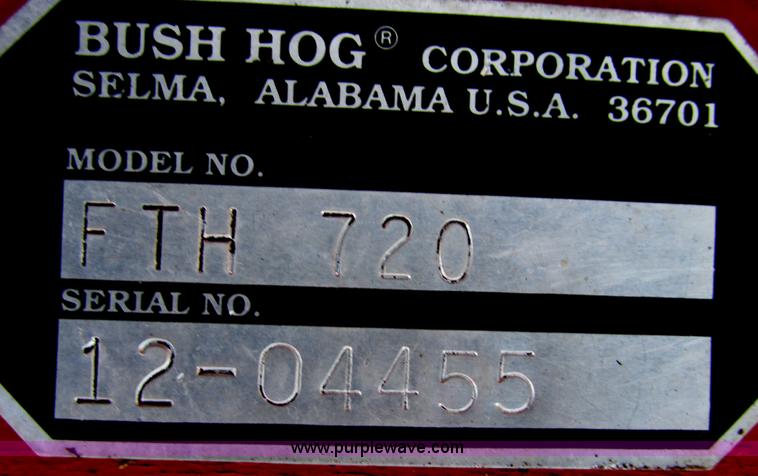 BUSH HOG® CORPORATION
SELMA, ALABAMA U.S.A. 36701
MODEL NO.
FTH 720
SERIAL NO.
12-04455
www.purplewave.com